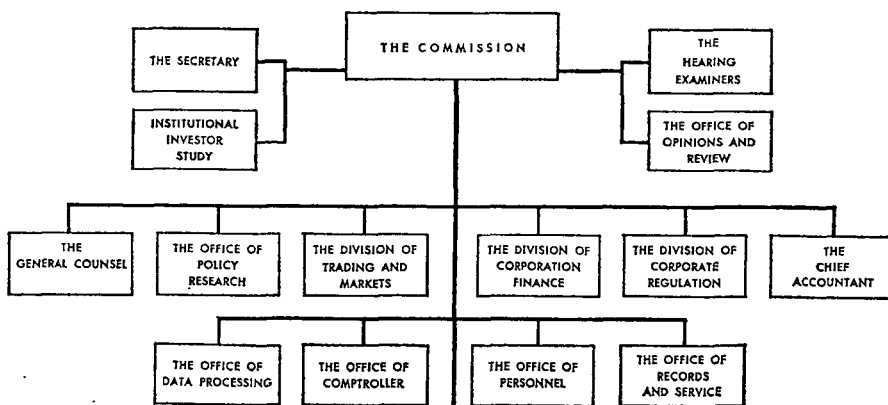 THE COMMISSION
THE SECRETARY
INSTITUTIONAL
INVESTOR
STUDY
THE
HEARING
EXAMINERS
THE OFFICE OF
OPINIONS AND
REVIEW
THE
GENERAL COUNSEL
THE OFFICE OF
POLICY
RESEARCH
THE DIVISION OF
TRADING AND
MARKETS
THE DIVISION OF
CORPORATION
FINANCE
THE DIVISION OF
CORPORATE
REGULATION
THE
CHIEF
ACCOUNTANT
THE OFFICE OF
DATA PROCESSING
THE OFFICE OF
COMPTROLLER
THE OFFICE OF
PERSONNEL
THE OFFICE OF
RECORDS
AND SERVICE